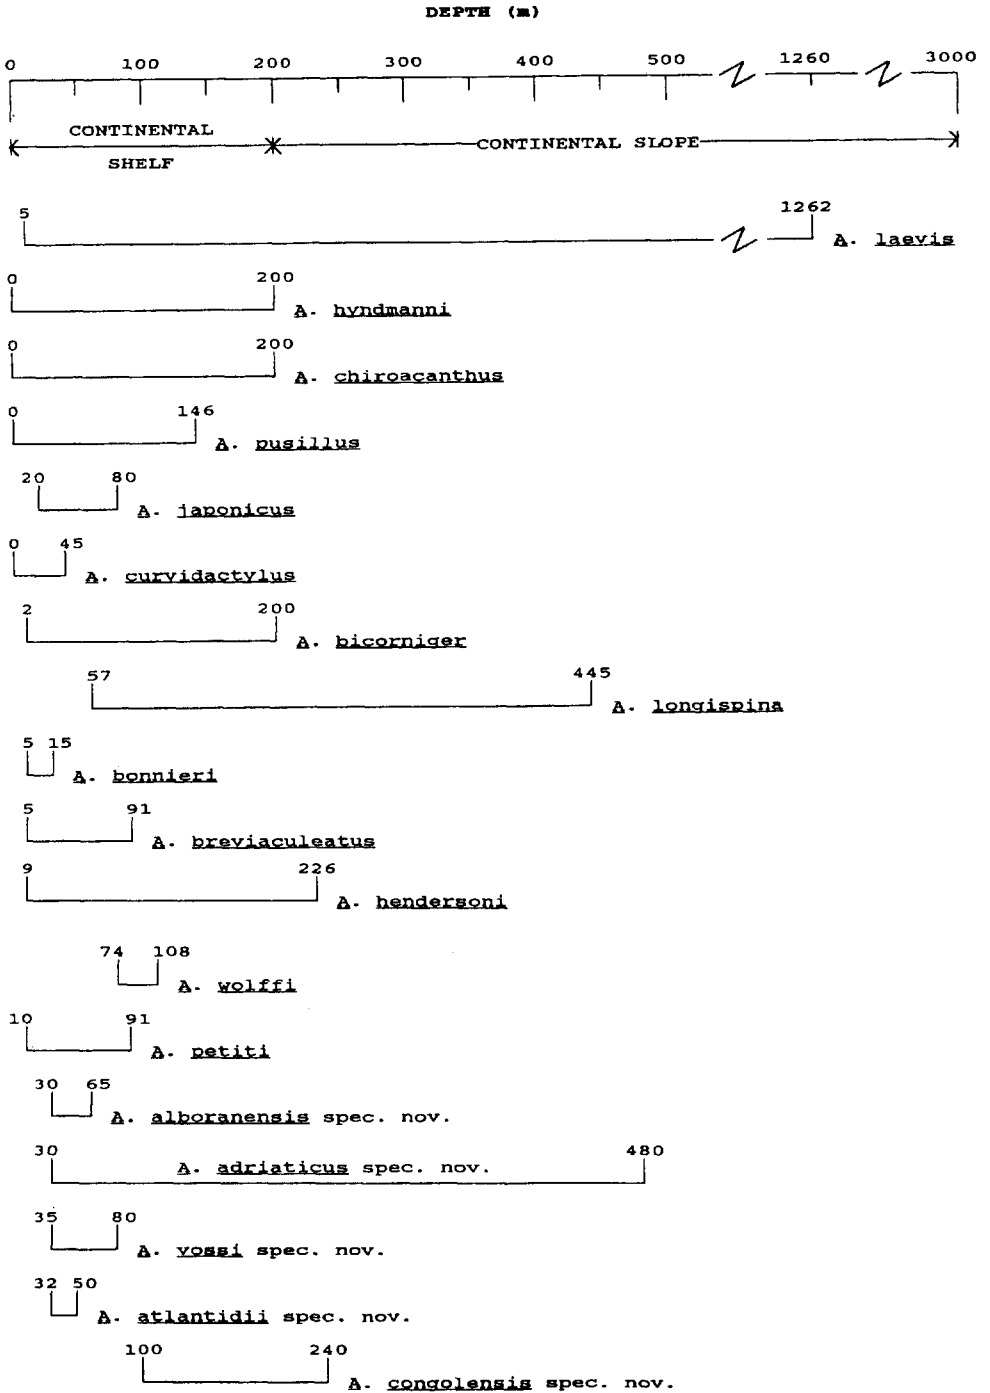 DEPTH (m)
0 100 200 300 400 500 1260 3000
CONTINENTAL
SHELF
CONTINENTAL SLOPE
5 1262
A. laevis
0 200
A. hyndmanni
0 200
A. chiroacanthus
0 146
A. pusillus
20 80
A. japonicus
0 45
A. curvidactylus
2 200
A. bicorniger
57 445
A. longispina
5 15
A. bonnieri
5 91
A. breviaculeatus
9 226
A. hendersoni
74 108
A. wolffi
10 91
A. petiti
30 65
A. alboranensis spec. nov.
30 480
A. adriaticus spec. nov.
35 80
A. vossi spec. nov.
32 50
A. atlantidii spec. nov.
100 240
A. congolensis spec. nov.